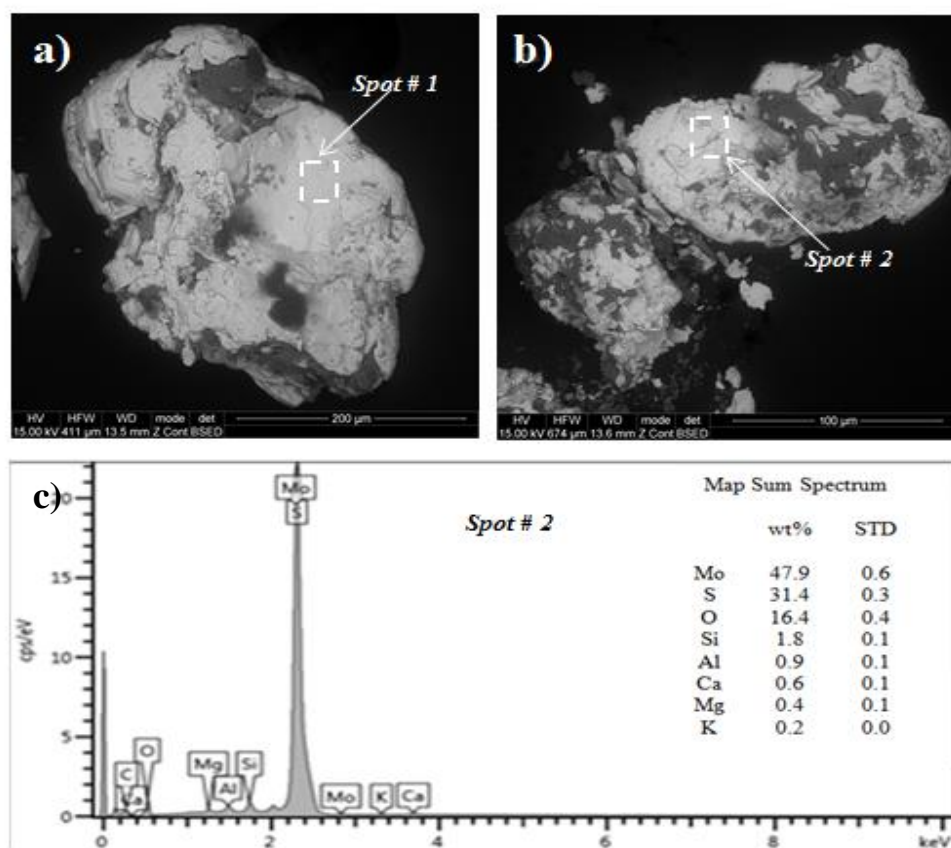 a)
Spot # 1
HV HFW WD mode det
200 µm
15.00 kV 411 µm 13.5 mm Z Cont BSED
b)
Spot # 2
HV HFW WD mode det
100 µm
15.00 kV 674 µm 13.6 mm Z Cont BSED
c)
Spot # 2
cps/eV
20
15
10
5
0
C
Ca
O
Mg
Al
Si
Mo
S
Mo
K
Ca
0 2 4 6 8 keV
Map Sum Spectrum
wt% STD
Mo 47.9 0.6
S 31.4 0.3
O 16.4 0.4
Si 1.8 0.1
Al 0.9 0.1
Ca 0.6 0.1
Mg 0.4 0.1
K 0.2 0.0